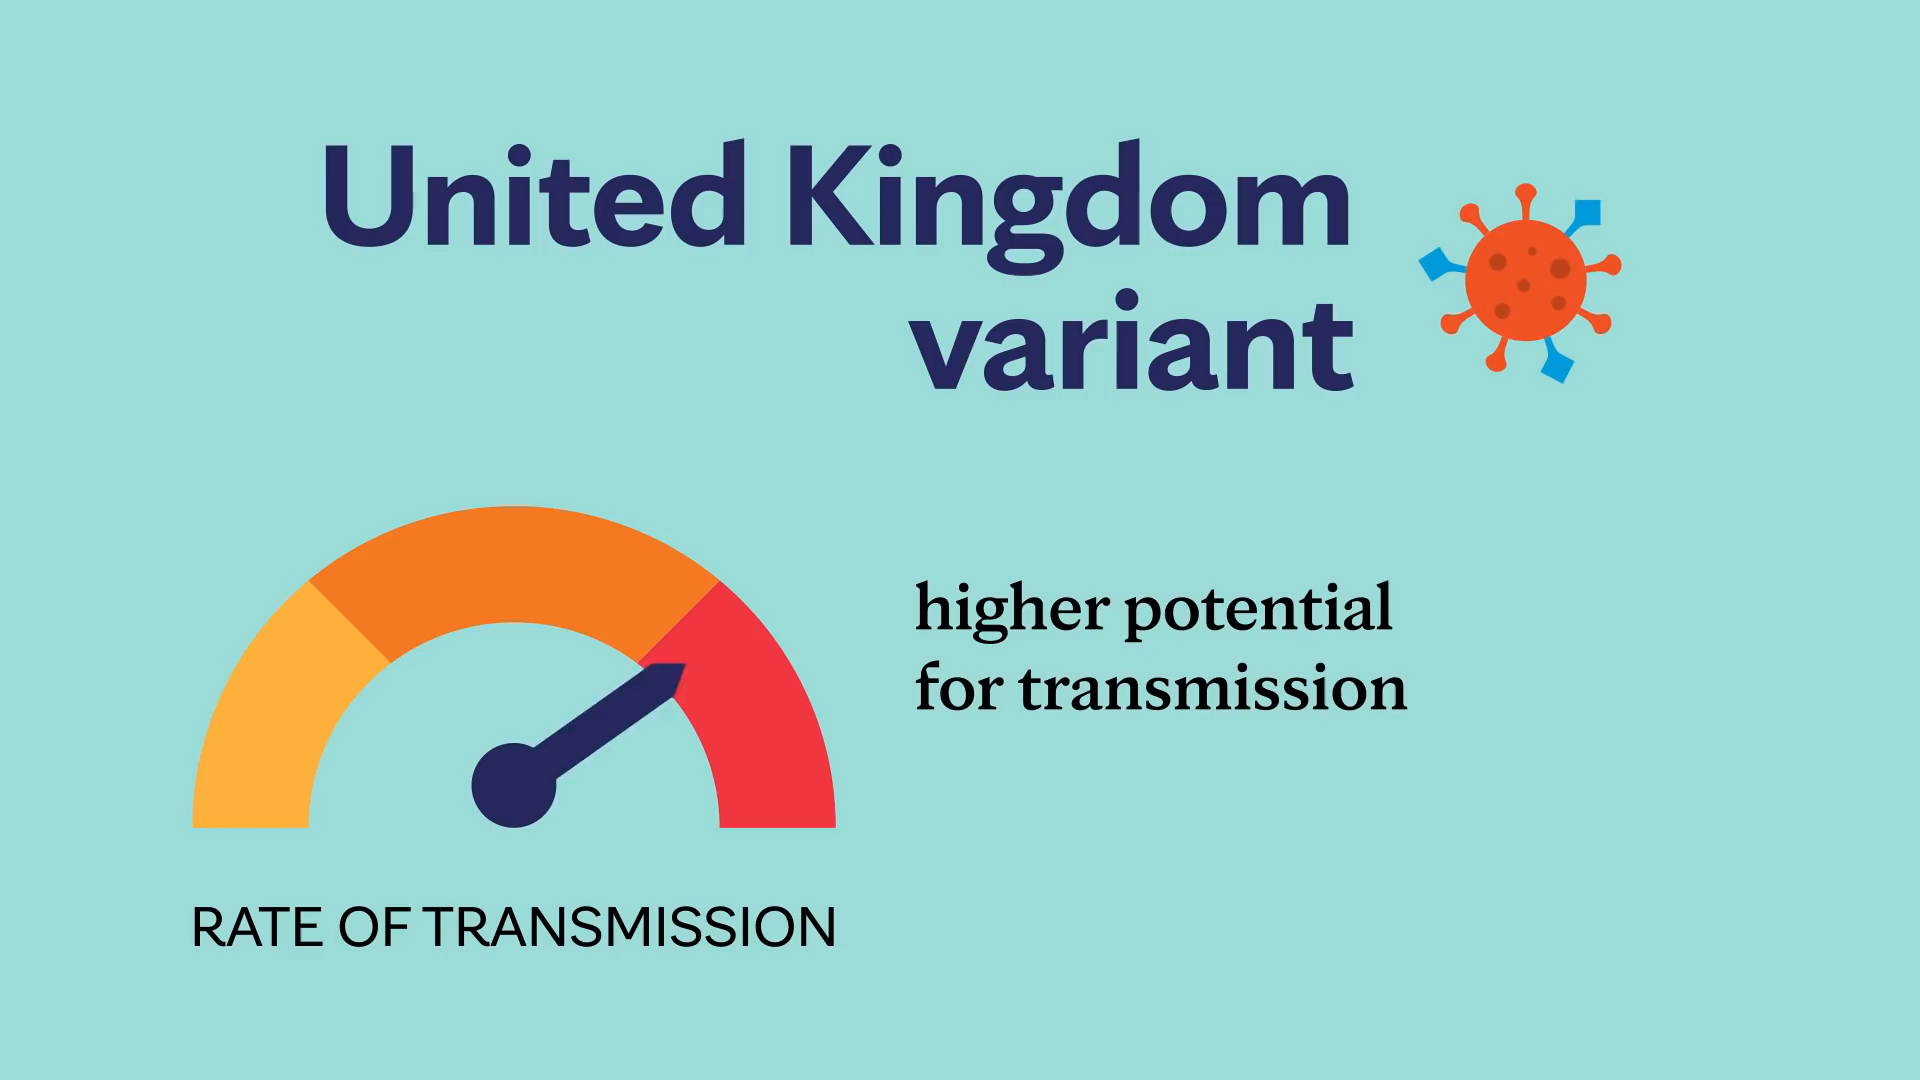 United Kingdom
variant
higher potential
for transmission
RATE OF TRANSMISSION